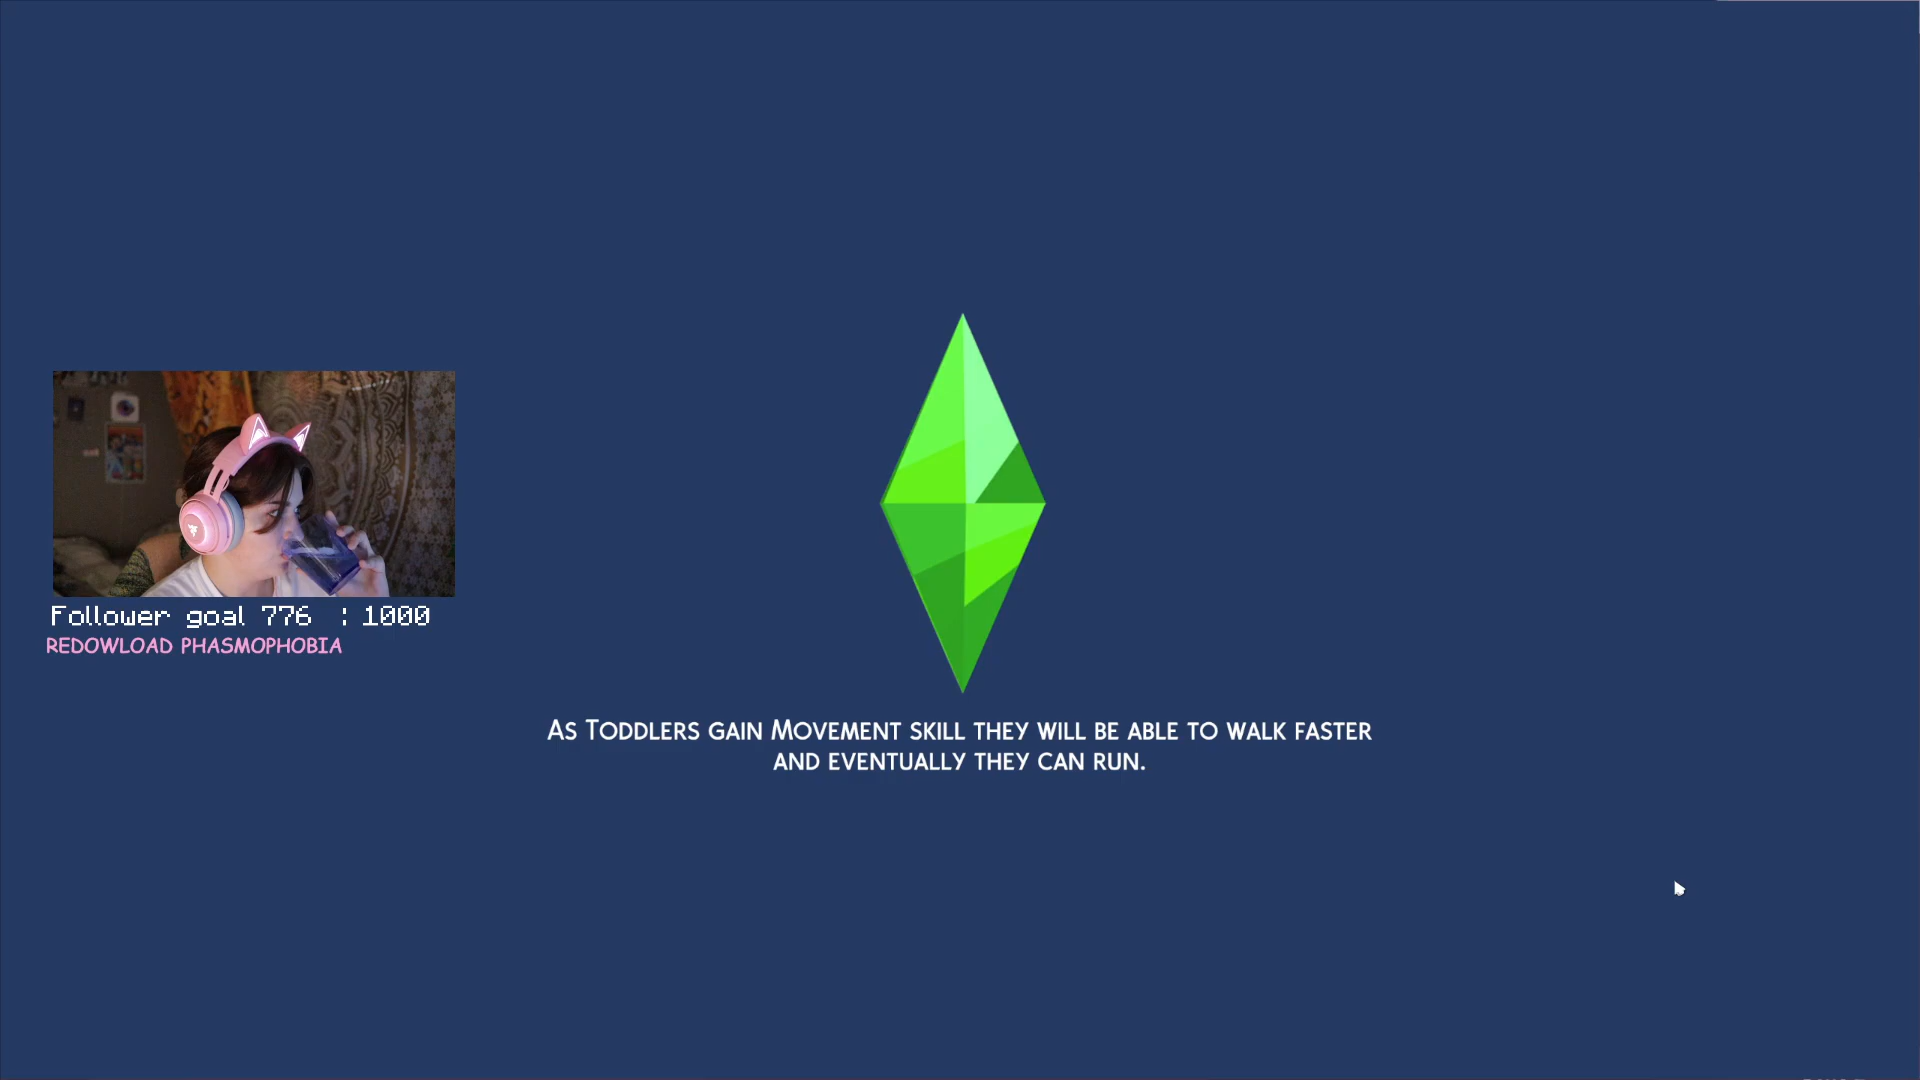 Follower goal 776 : 1000
REDOWLOAD PHASMOPHOBIA
AS TODDLERS GAIN MOVEMENT SKILL THEY WILL BE ABLE TO WALK FASTER
AND EVENTUALLY THEY CAN RUN.